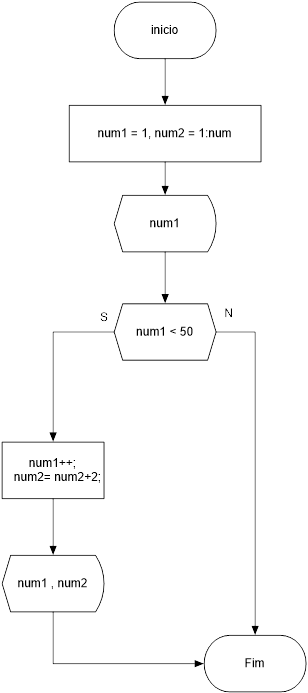 inicio
num1 = 1, num2 = 1:num
num1
num1 < 50
S
N
num1++;
num2= num2+2;
num1 , num2
Fim